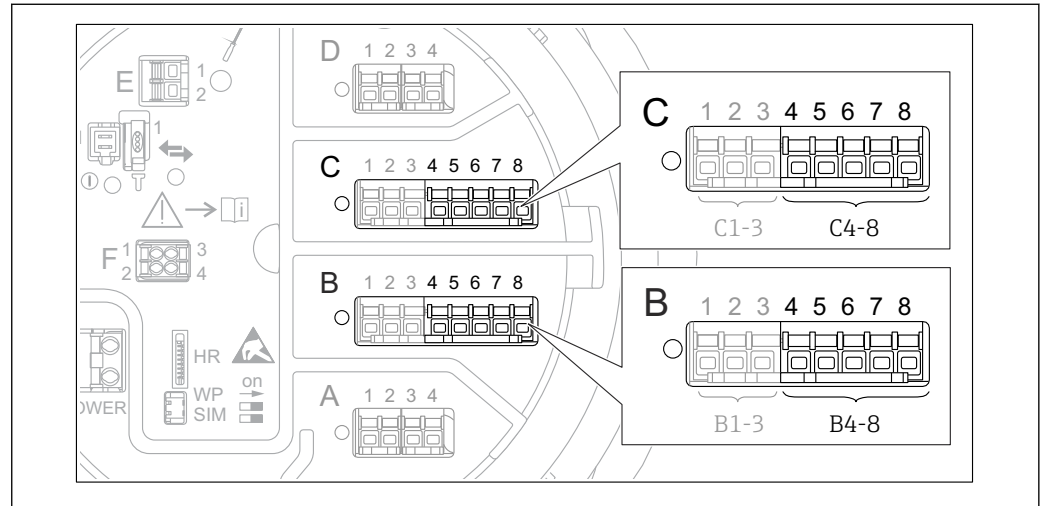 D 1 2 3 4
E 1
2
1
C 1 2 3 4 5 6 7 8
C 1 2 3 4 5 6 7 8
C1-3 C4-8
i
F 1 3
2 4
B 1 2 3 4 5 6 7 8
B 1 2 3 4 5 6 7 8
B1-3 B4-8
HR
on
WP
SIM
A 1 2 3 4